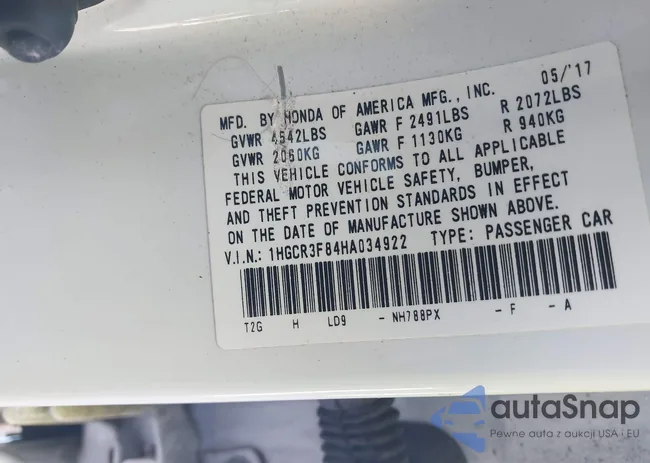 MFD. BY HONDA OF AMERICA MFG., INC. 05/'17
GVWR 4542LBS GAWR F 2491LBS R 2072LBS
GVWR 2060KG GAWR F 1130KG R 940KG
THIS VEHICLE CONFORMS TO ALL APPLICABLE
FEDERAL MOTOR VEHICLE SAFETY, BUMPER,
AND THEFT PREVENTION STANDARDS IN EFFECT
ON THE DATE OF MANUFACTURE SHOWN ABOVE.
V.I.N.: 1HGCR3F84HA034922 TYPE: PASSENGER CAR
T2G H LD9 - NH788PX - F - A
autaSnap
Pewne auta z aukcji USA i EU